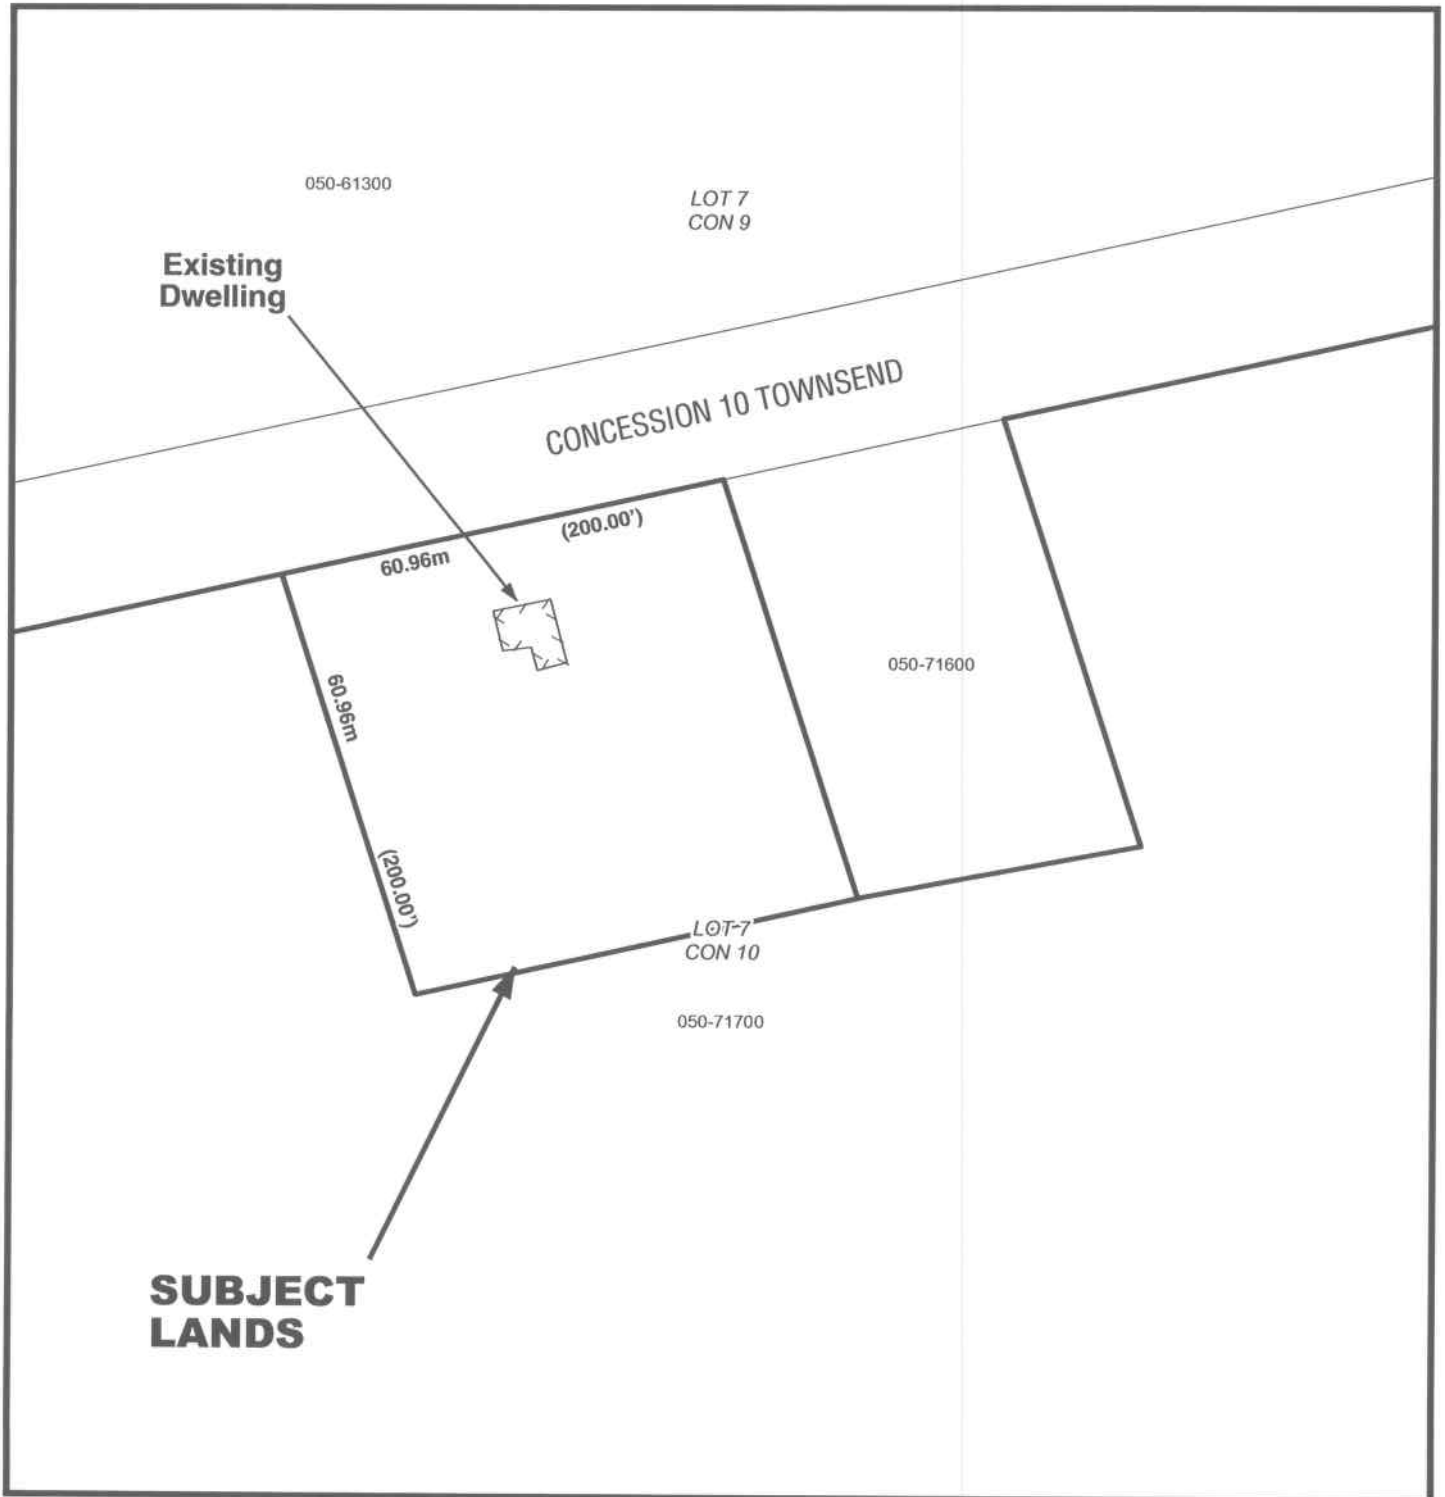 050-61300
LOT 7
CON 9
Existing
Dwelling
CONCESSION 10 TOWNSEND
(200.00')
60.96m
050-71600
60.96m
(200.00')
LOT 7
CON 10
050-71700
SUBJECT
LANDS